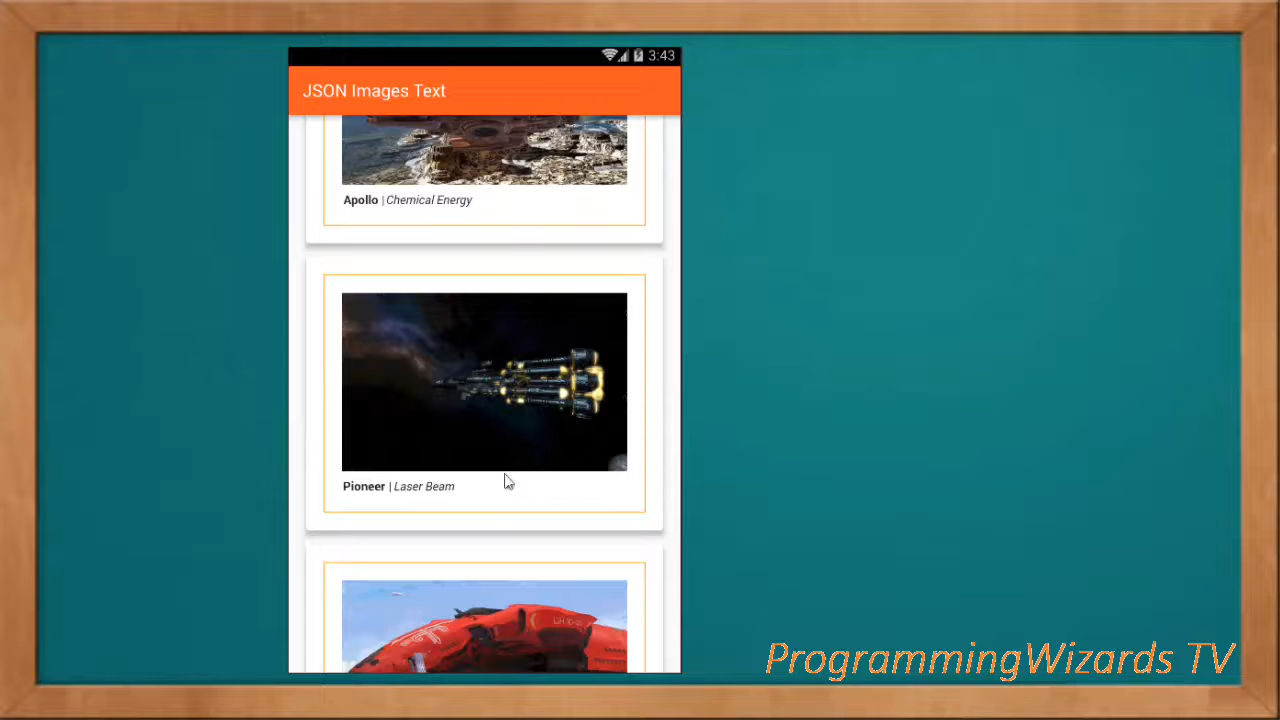 3:43
JSON Images Text
Apollo | Chemical Energy
Pioneer | Laser Beam
ProgrammingWizards TV